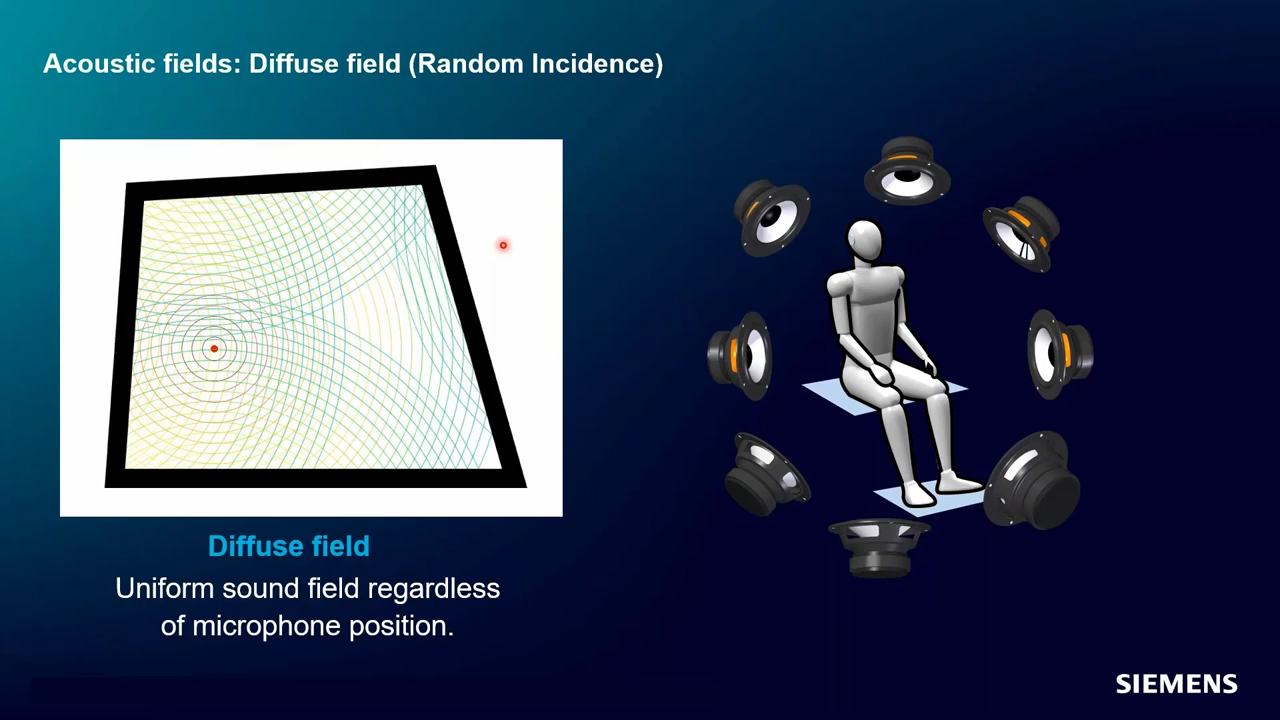 Acoustic fields: Diffuse field (Random Incidence)
Diffuse field
Uniform sound field regardless
of microphone position.
SIEMENS